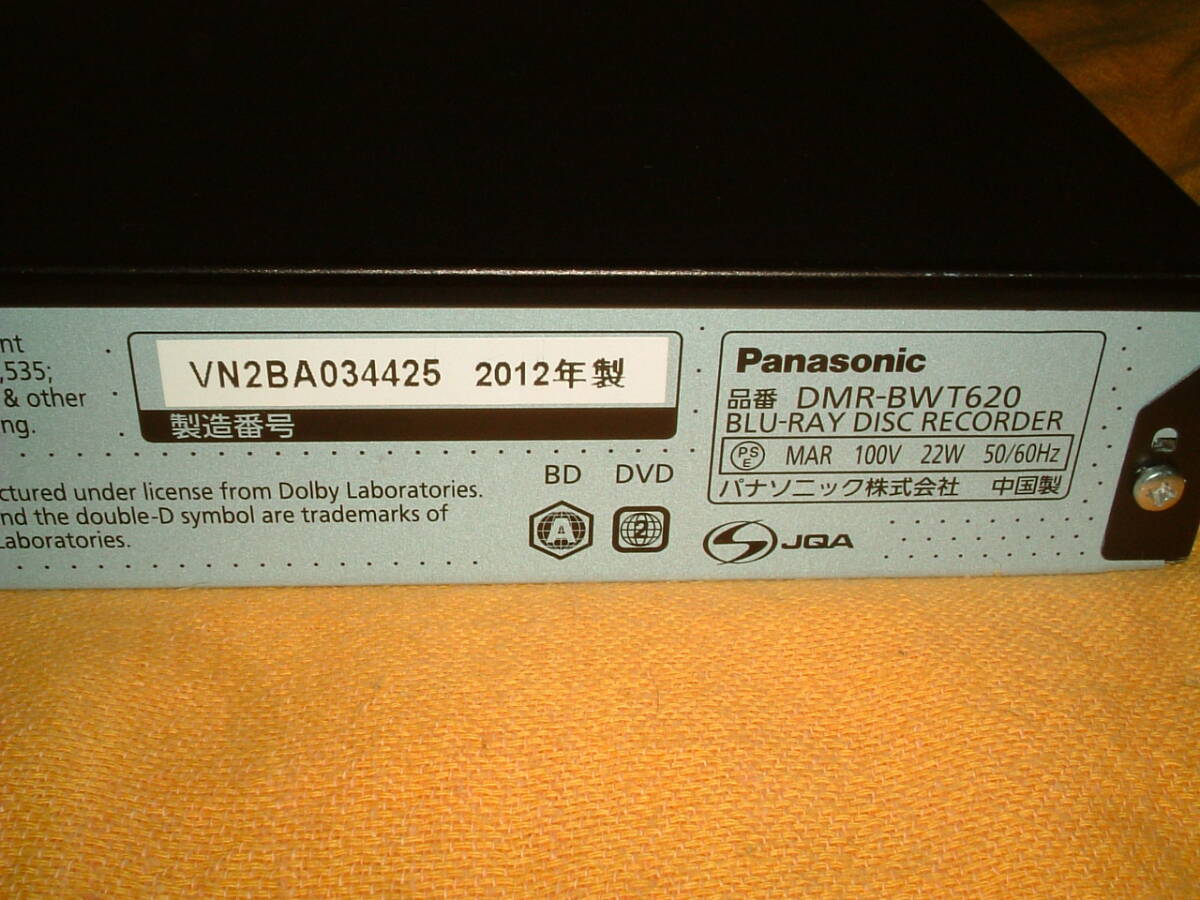 nt
,535;
& other
ng.
VN2BA034425 2012年製
製造番号
ctured under license from Dolby Laboratories.
nd the double-D symbol are trademarks of
Laboratories.
BD DVD
A 2
Panasonic
品番 DMR-BWT620
BLU-RAY DISC RECORDER
PSE MAR 100V 22W 50/60Hz
パナソニック株式会社 中国製
JQA